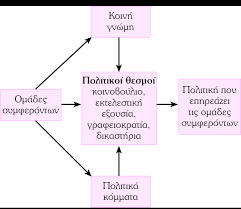 Κοινή
γνώμη
Ομάδες
συμφερόντων
Πολιτικοί θεσμοί
κοινοβούλιο,
εκτελεστική
εξουσία,
γραφειοκρατία,
δικαστήρια
Πολιτική που
επηρεάζει
τις ομάδες
συμφερόντων
Πολιτικά
κόμματα